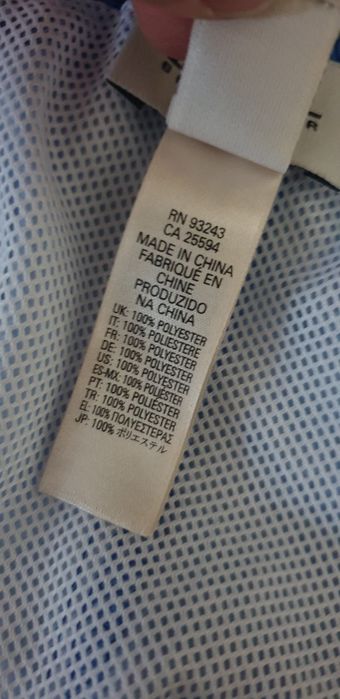 RN 93243
CA 25594
MADE IN CHINA
FABRIQUÉ EN
CHINE
PRODUZIDO
NA CHINA
UK: 100% POLYESTER
IT: 100% POLIESTERE
FR: 100% POLYESTER
DE: 100% POLYESTER
US: 100% POLYESTER
ES-MX: 100% POLIÉSTER
PT: 100% POLIÉSTER
TR: 100% POLYESTER
EL: 100% ΠΟΛΥΕΣΤΕΡΑΣ
JP: 100% ポリエステル